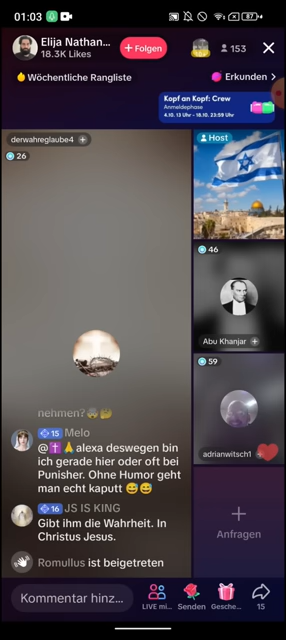 01:03
87
Elija Nathan...
18.3K Likes
+ Folgen
153
Wöchentliche Rangliste
Erkunden >
Kopf an Kopf: Crew
Anmeldephase
4.10. 13 Uhr - 18.10. 23:59 Uhr
derwahreglaube4 +
26
Host
46
Abu Khanjar +
59
adrianwitsch1 +
nehmen?🤯🤔
15 Melo
@✝️🙏alexa deswegen bin
ich gerade hier oder oft bei
Punisher. Ohne Humor geht
man echt kaputt 😅😅
16 JS IS KING
Gibt ihm die Wahrheit. In
Christus Jesus.
Romullus ist beigetreten
+
Anfragen
Kommentar hinz...
LIVE mi...
Senden
Gesche...
15